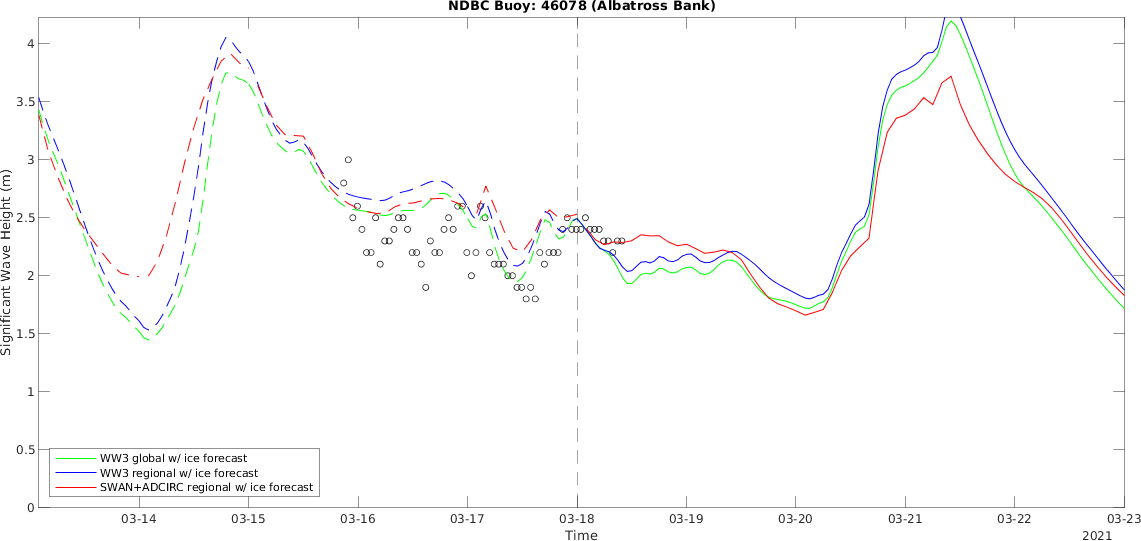 NDBC Buoy: 46078 (Albatross Bank)
Significant Wave Height (m)
4
3.5
3
2.5
2
1.5
1
0.5
0
WW3 global w/ ice forecast
WW3 regional w/ ice forecast
SWAN+ADCIRC regional w/ ice forecast
03-14 03-15 03-16 03-17 03-18 03-19 03-20 03-21 03-22 03-23
Time
2021